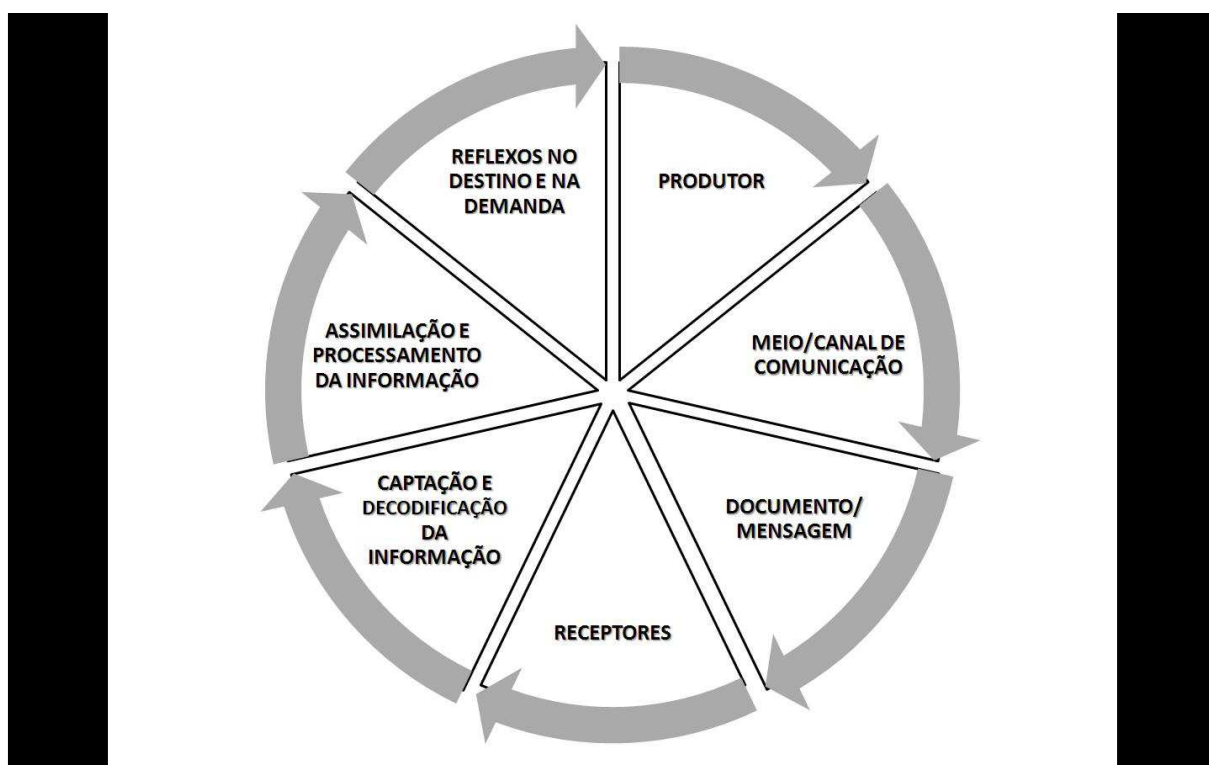 PRODUTOR
MEIO/CANAL DE
COMUNICAÇÃO
DOCUMENTO/
MENSAGEM
RECEPTORES
CAPTAÇÃO E
DECODIFICAÇÃO
DA
INFORMAÇÃO
ASSIMILAÇÃO E
PROCESSAMENTO
DA INFORMAÇÃO
REFLEXOS NO
DESTINO E NA
DEMANDA